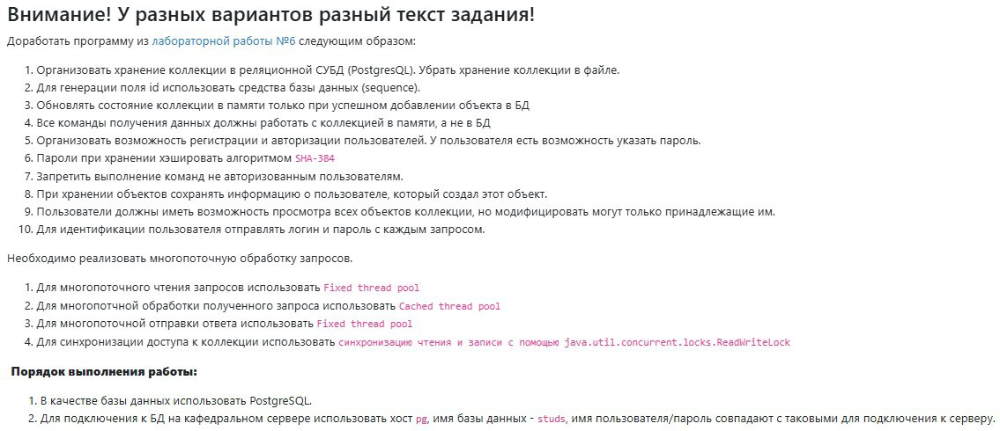 Внимание! У разных вариантов разный текст задания!
Доработать программу из лабораторной работы №6 следующим образом:
1. Организовать хранение коллекции в реляционной СУБД (PostgresQL). Убрать хранение коллекции в файле.
2. Для генерации поля id использовать средства базы данных (sequence).
3. Обновлять состояние коллекции в памяти только при успешном добавлении объекта в БД
4. Все команды получения данных должны работать с коллекцией в памяти, а не в БД
5. Организовать возможность регистрации и авторизации пользователей. У пользователя есть возможность указать пароль.
6. Пароли при хранении хэшировать алгоритмом SHA-384
7. Запретить выполнение команд не авторизованным пользователям.
8. При хранении объектов сохранять информацию о пользователе, который создал этот объект.
9. Пользователи должны иметь возможность просмотра всех объектов коллекции, но модифицировать могут только принадлежащие им.
10. Для идентификации пользователя отправлять логин и пароль с каждым запросом.
Необходимо реализовать многопоточную обработку запросов.
1. Для многопоточного чтения запросов использовать Fixed thread pool
2. Для многопотчной обработки полученного запроса использовать Cached thread pool
3. Для многопоточной отправки ответа использовать Fixed thread pool
4. Для синхронизации доступа к коллекции использовать синхронизацию чтения и записи с помощью java.util.concurrent.locks.ReadWriteLock
Порядок выполнения работы:
1. В качестве базы данных использовать PostgreSQL.
2. Для подключения к БД на кафедральном сервере использовать хост pg, имя базы данных - studs, имя пользователя/пароль совпадают с таковыми для подключения к серверу.